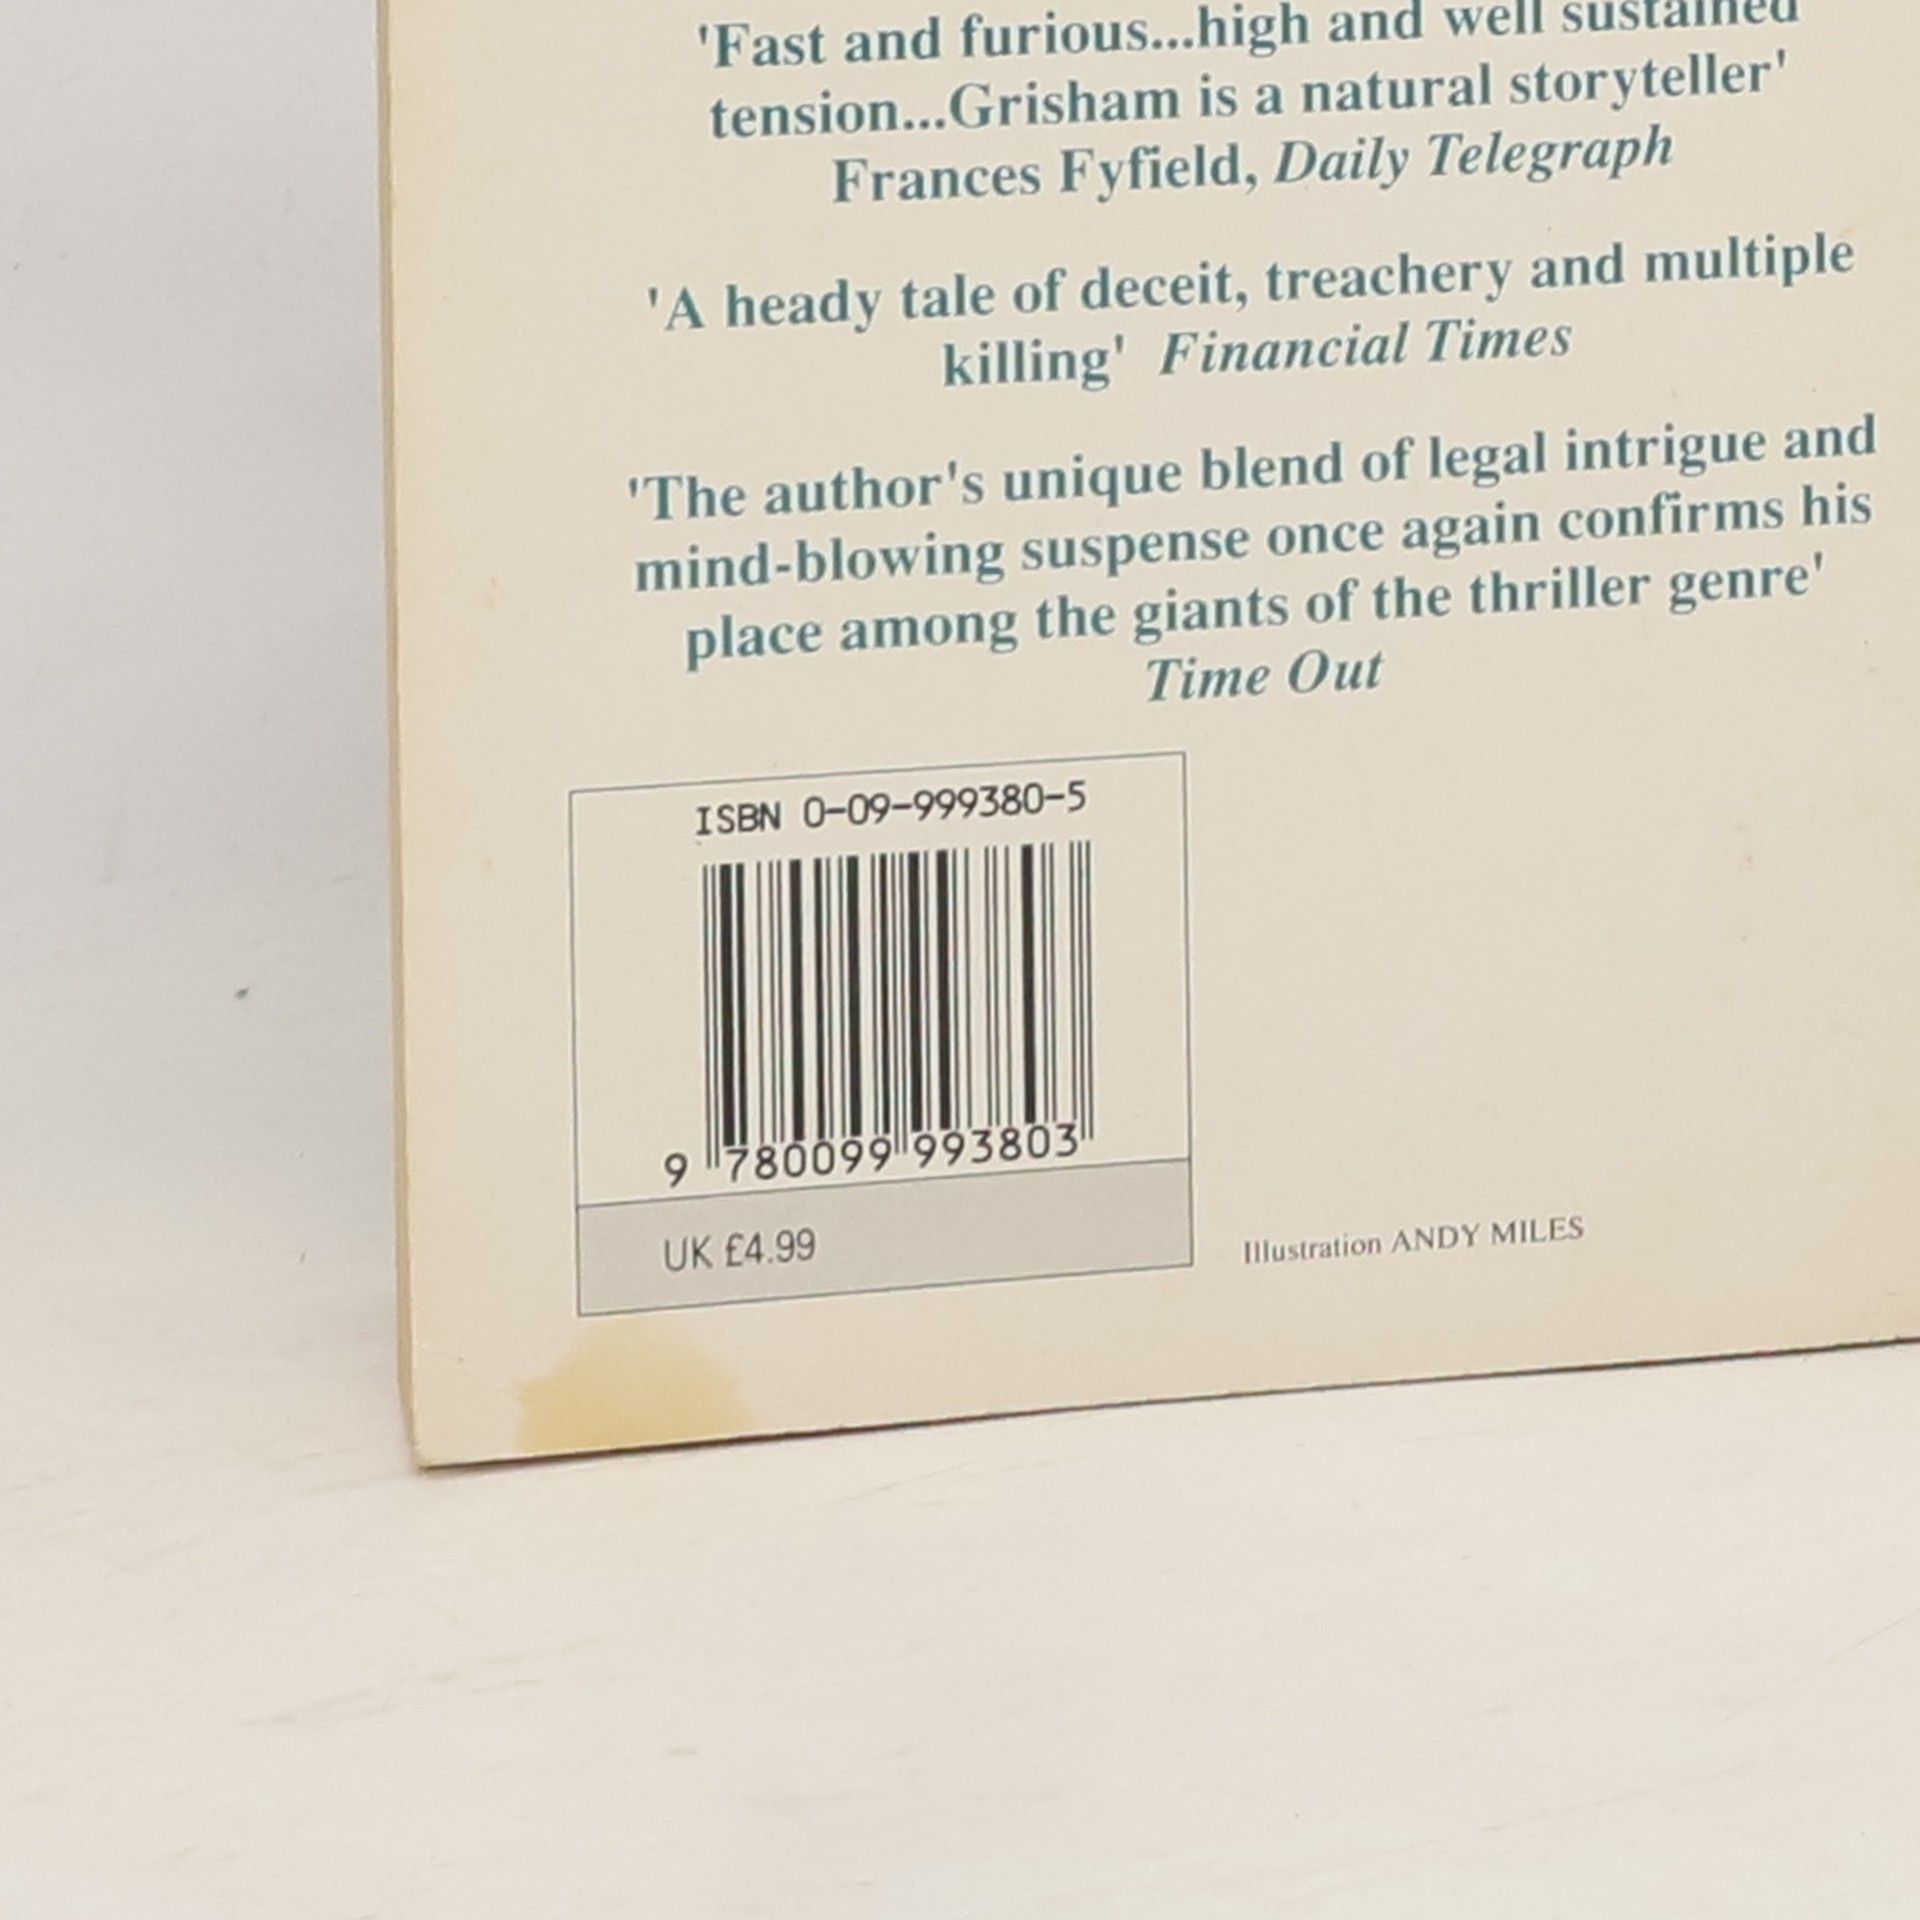 'Fast and furious...high and well sustained
tension...Grisham is a natural storyteller'
Frances Fyfield, Daily Telegraph
'A heady tale of deceit, treachery and multiple
killing' Financial Times
'The author's unique blend of legal intrigue and
mind-blowing suspense once again confirms his
place among the giants of the thriller genre'
Time Out
ISBN 0-09-999380-5
9 780099 993803
UK £4.99
Illustration ANDY MILES